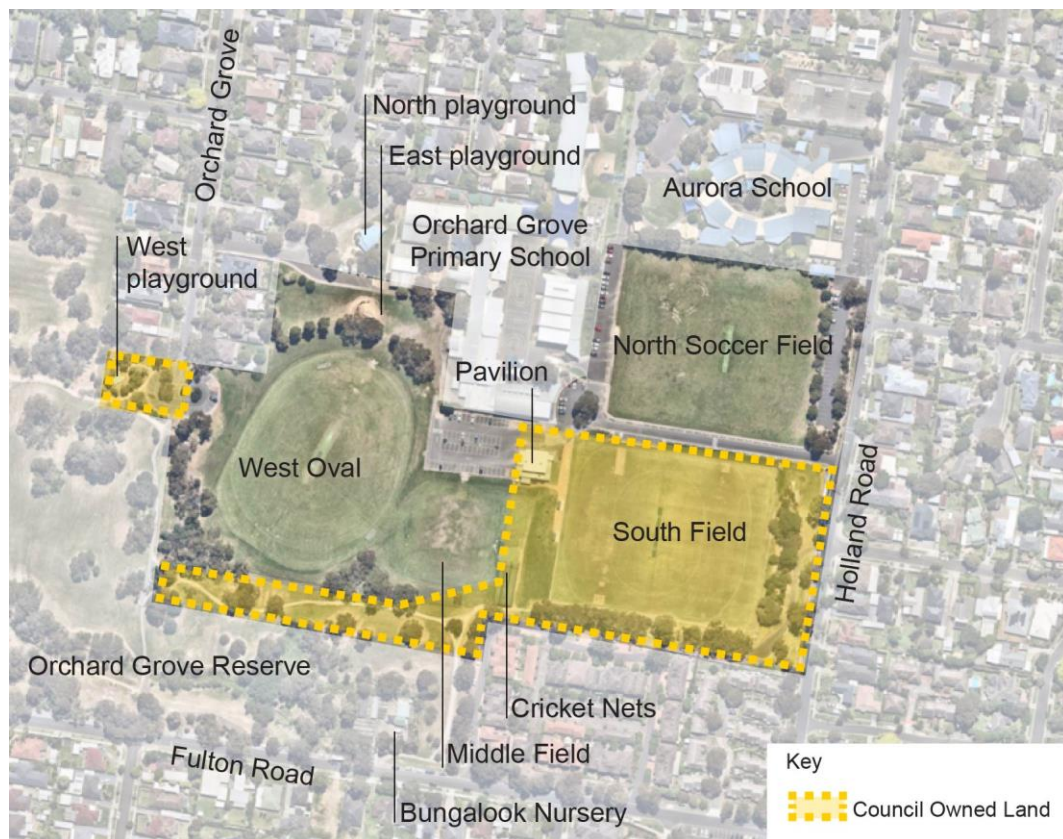 Orchard Grove
North playground
East playground
Aurora School
Orchard Grove
Primary School
West
playground
North Soccer Field
Pavilion
West Oval
South Field
Holland Road
Orchard Grove Reserve
Cricket Nets
Middle Field
Fulton Road
Bungalook Nursery
Key
Council Owned Land